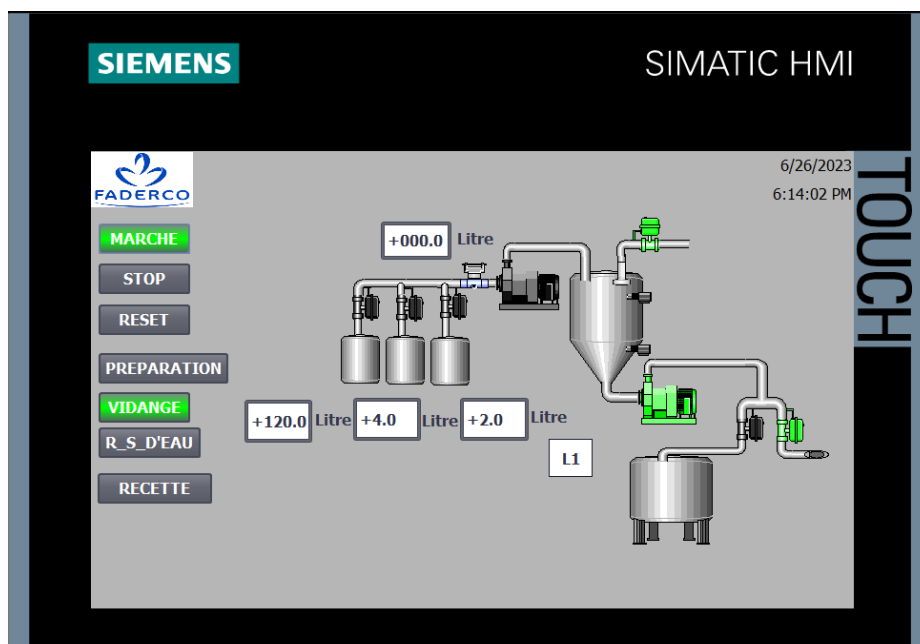 SIEMENS
SIMATIC HMI
TOUCH
FADERCO
6/26/2023
6:14:02 PM
MARCHE
STOP
RESET
PREPARATION
VIDANGE
R_S_D'EAU
RECETTE
+000.0 Litre
+120.0 Litre +4.0 Litre +2.0 Litre
L1